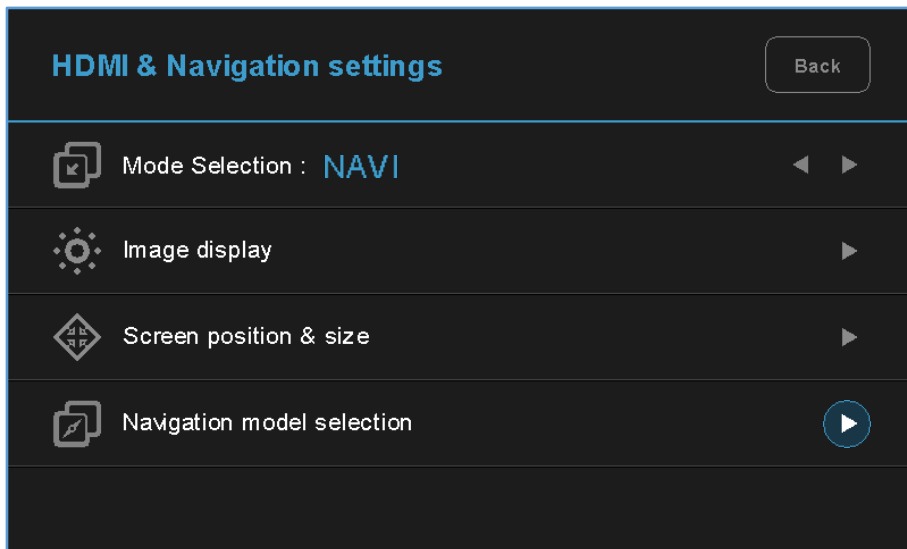 HDMI & Navigation settings
Back
Mode Selection : NAVI
Image display
Screen position & size
Navigation model selection